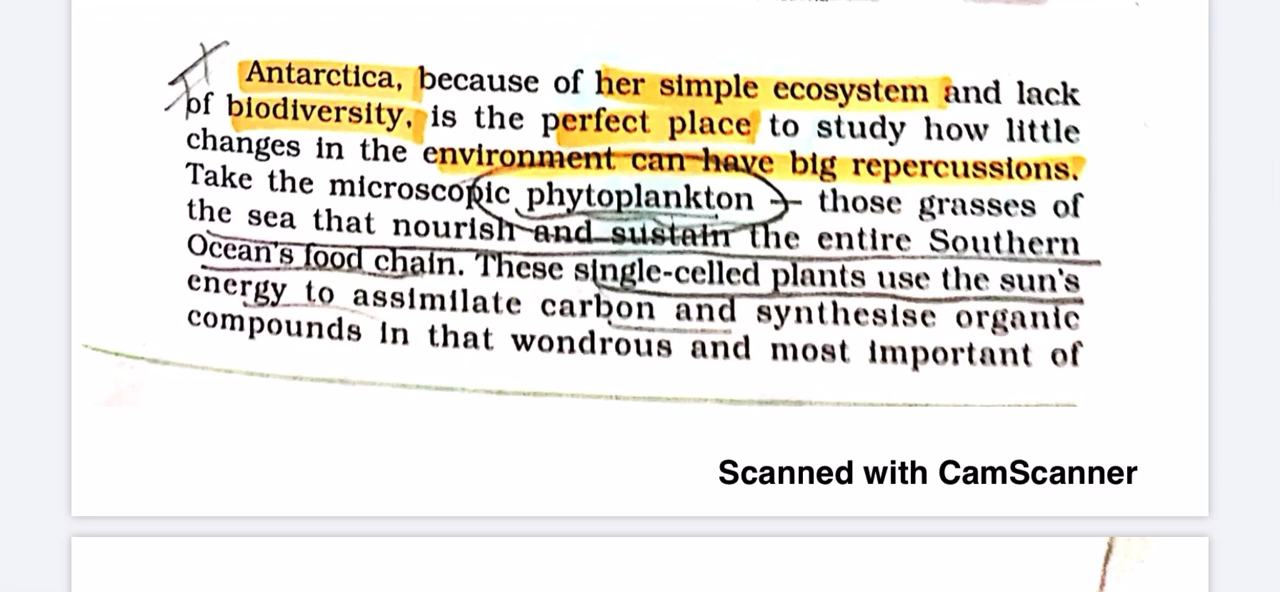 Antarctica, because of her simple ecosystem and lack
of biodiversity, is the perfect place to study how little
changes in the environment can have big repercussions.
Take the microscopic phytoplankton — those grasses of
the sea that nourish and sustain the entire Southern
Ocean's food chain. These single-celled plants use the sun's
energy to assimilate carbon and synthesise organic
compounds in that wondrous and most important of
Scanned with CamScanner